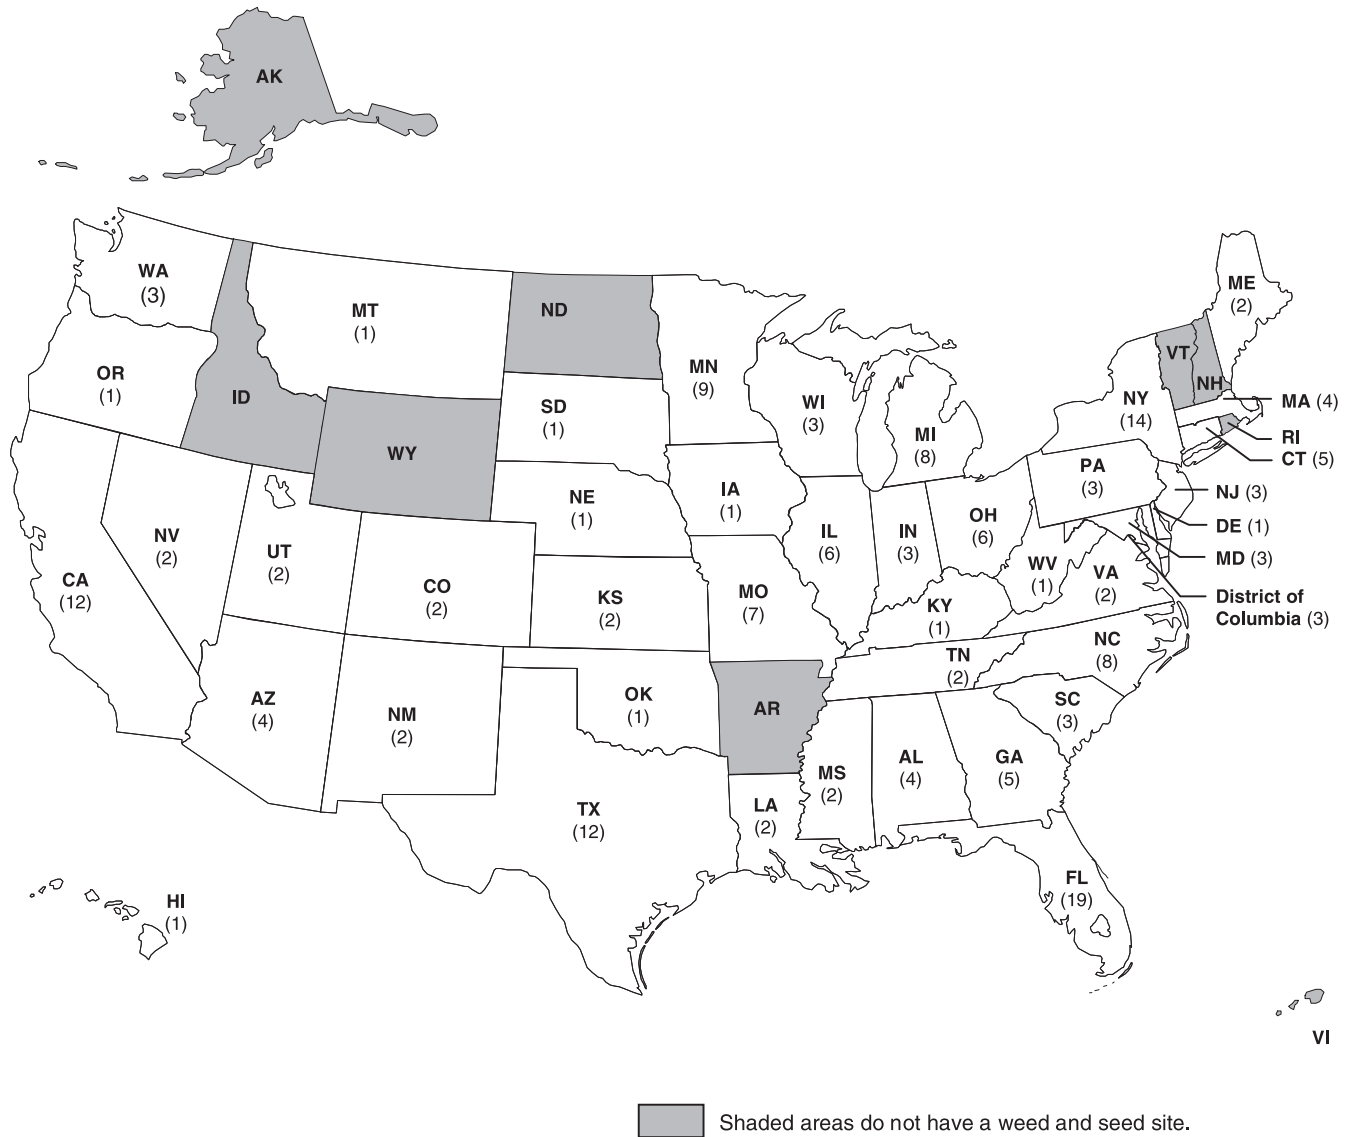 AK
WA
(3)
MT
(1)
ND
ME
(2)
OR
(1)
ID
MN
(9)
VT
NH
WY
SD
(1)
WI
(3)
MI
(8)
NY
(14)
MA (4)
RI
CT (5)
PA
(3)
NJ (3)
NE
(1)
IA
(1)
DE (1)
NV
(2)
UT
(2)
IL
(6)
IN
(3)
OH
(6)
MD (3)
CA
(12)
CO
(2)
KS
(2)
MO
(7)
WV
(1)
VA
(2)
District of
Columbia (3)
KY
(1)
NC
(8)
TN
(2)
AZ
(4)
NM
(2)
OK
(1)
AR
SC
(3)
MS
(2)
AL
(4)
GA
(5)
TX
(12)
LA
(2)
FL
(19)
HI
(1)
VI
Shaded areas do not have a weed and seed site.